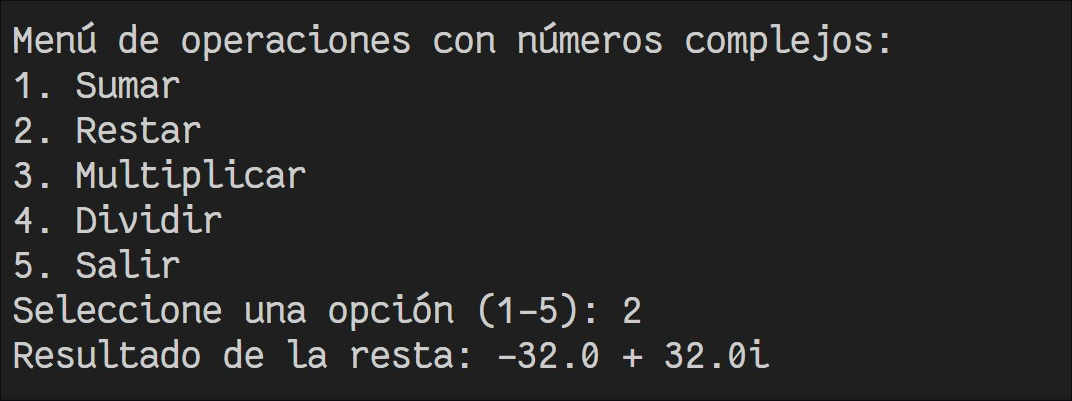 Menú de operaciones con números complejos:
1. Sumar
2. Restar
3. Multiplicar
4. Dividir
5. Salir
Seleccione una opción (1-5): 2
Resultado de la resta: -32.0 + 32.0i